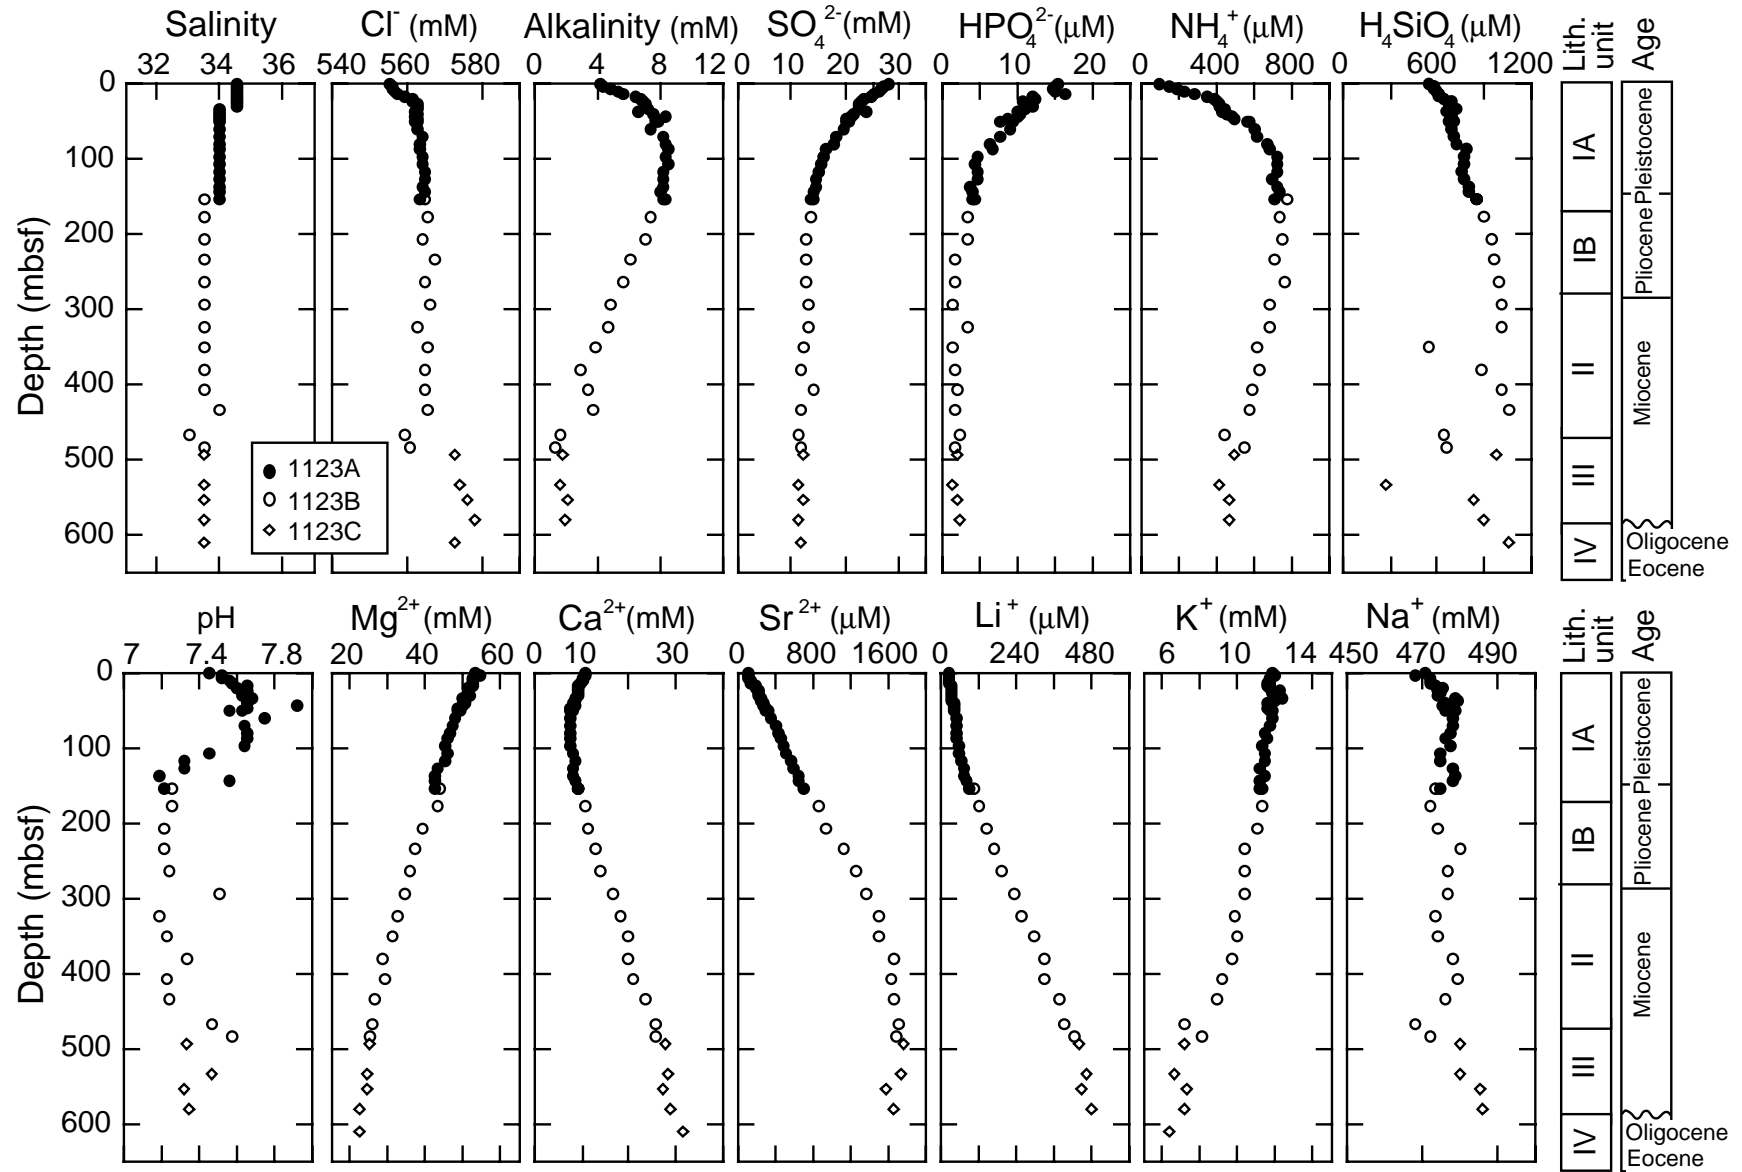 Salinity Cl⁻ (mM) Alkalinity (mM) SO₄²⁻ (mM) HPO₄²⁻ (μM) NH₄⁺ (μM) H₄SiO₄ (μM) Lith. unit Age
32 34 36 540 560 580 0 4 8 12 0 10 20 30 0 10 20 0 400 800 0 600 1200
0
100
200
300
400
500
600
Depth (mbsf)
1123A
1123B
1123C
IA
IB
II
III
IV
Pleistocene
Pliocene
Miocene
Oligocene
Eocene
pH Mg²⁺ (mM) Ca²⁺ (mM) Sr²⁺ (μM) Li⁺ (μM) K⁺ (mM) Na⁺ (mM) Lith. unit Age
7 7.4 7.8 20 40 60 0 10 30 0 800 1600 0 240 480 6 10 14 450 470 490
0
100
200
300
400
500
600
Depth (mbsf)
IA
IB
II
III
IV
Pleistocene
Pliocene
Miocene
Oligocene
Eocene